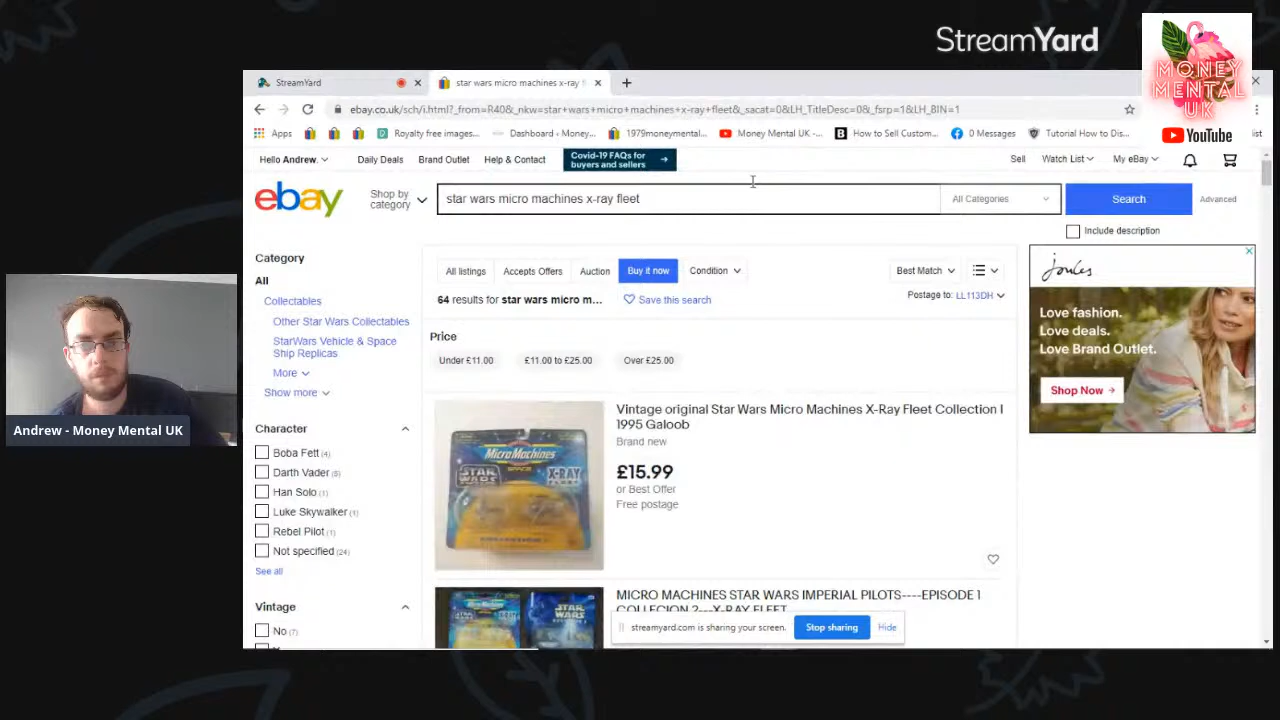 StreamYard
MONEY
MENTAL
UK
YouTube
StreamYard
star wars micro machines x-ray f
ebay.co.uk/sch/i.html?_from=R40&_nkw=star+wars+micro+machines+x-ray+fleet&_sacat=0&LH_TitleDesc=0&_fsrp=1&LH_BIN=1
Apps
Royalty free images...
Dashboard - Money...
1979moneymental...
Money Mental UK -...
How to Sell Custom...
0 Messages
Tutorial How to Dis...
Hello Andrew.
Daily Deals
Brand Outlet
Help & Contact
Covid-19 FAQs for
buyers and sellers
Sell
Watch List
My eBay
ebay
Shop by
category
star wars micro machines x-ray fleet
All Categories
Search
Advanced
Include description
Category
All
Collectables
Other Star Wars Collectables
StarWars Vehicle & Space
Ship Replicas
More
Show more
Character
Boba Fett (4)
Darth Vader
Han Solo (1)
Luke Skywalker (1)
Rebel Pilot (1)
Not specified (24)
See all
Vintage
No (7)
All listings
Accepts Offers
Auction
Buy it now
Condition
Best Match
64 results for star wars micro m...
Save this search
Postage to: LL113DH
Price
Under £11.00
£11.00 to £25.00
Over £25.00
MicroMachines
SPACE
STAR WARS
X-RAY
FLEET
COLLECTION
Vintage original Star Wars Micro Machines X-Ray Fleet Collection I
1995 Galoob
Brand new
£15.99
or Best Offer
Free postage
MICRO MACHINES STAR WARS IMPERIAL PILOTS----EPISODE 1
COLLECION 2---X-RAY FLEET
STAR WARS
streamyard.com is sharing your screen.
Stop sharing
Hide
Joules
Love fashion.
Love deals.
Love Brand Outlet.
Shop Now
Andrew - Money Mental UK